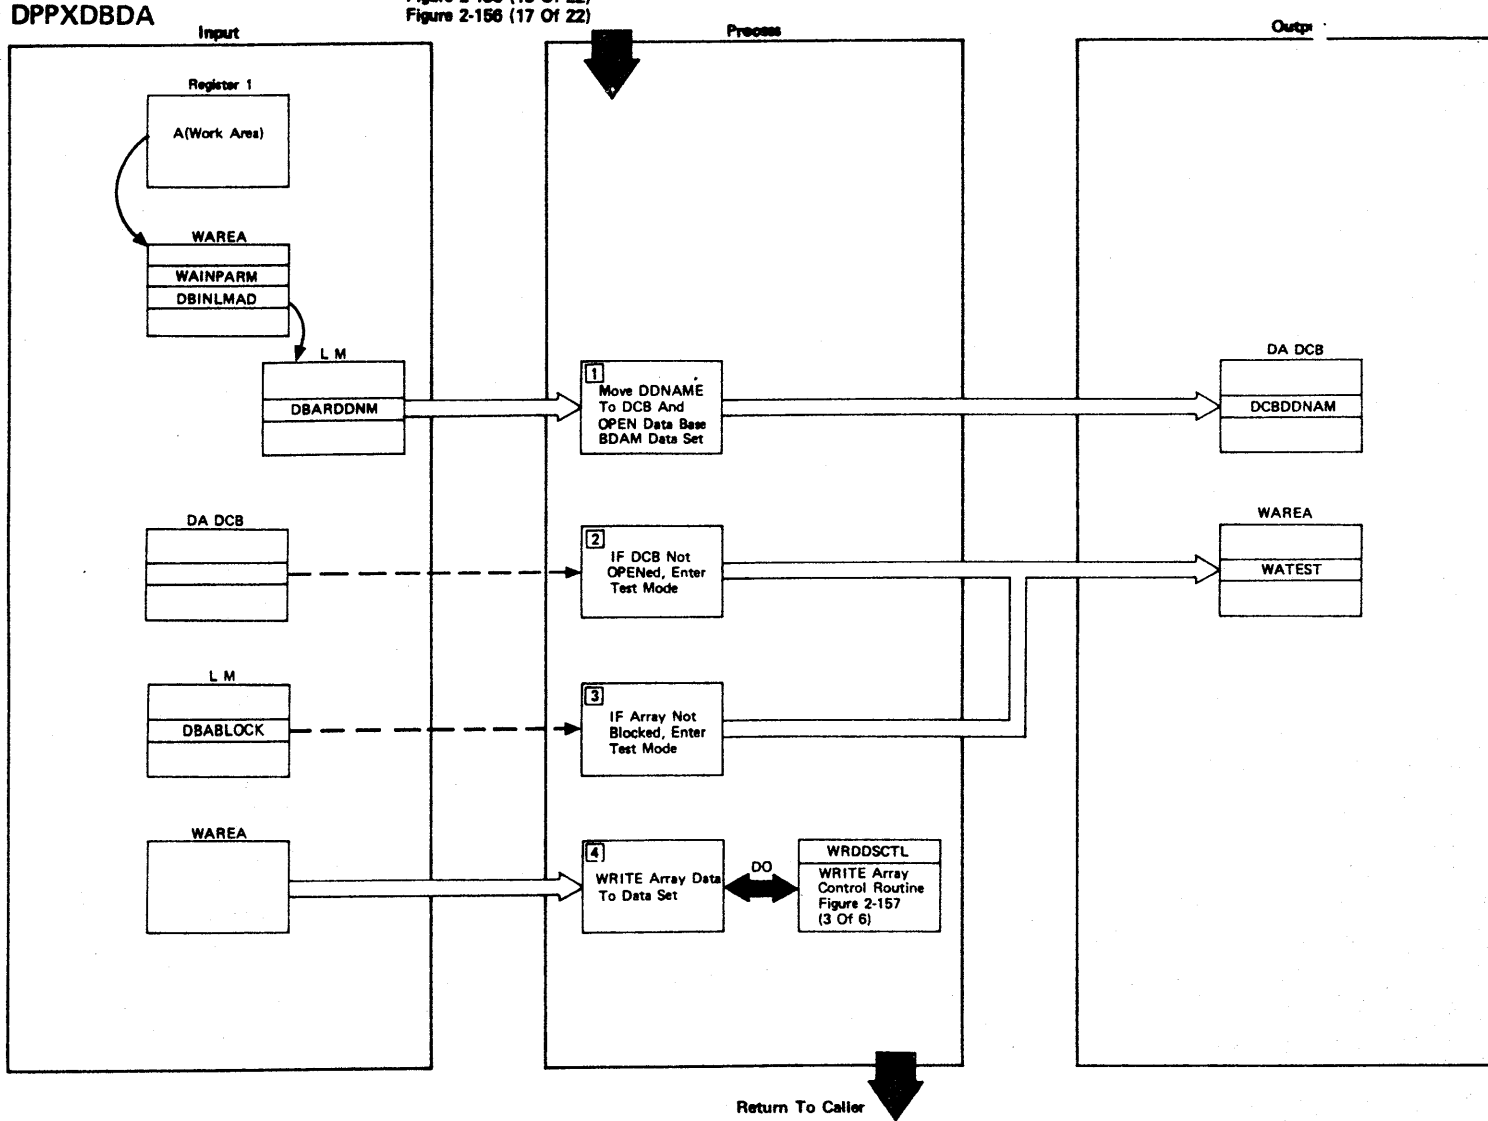 DPPXDBDA
Figure 2-156 (17 Of 22)
Input
Process
Register 1
A(Work Area)
WAREA
WAINPARM
DBINLMAD
L M
DBARDDNM
1
Move DDNAME
To DCB And
OPEN Data Base
BDAM Data Set
DA DCB
DCBDDNAM
DA DCB
2
IF DCB Not
OPENed, Enter
Test Mode
WAREA
WATEST
L M
DBABLOCK
3
IF Array Not
Blocked, Enter
Test Mode
WAREA
4
WRITE Array Data
To Data Set
DO
WRDDSCTL
WRITE Array
Control Routine
Figure 2-157
(3 Of 6)
Return To Caller